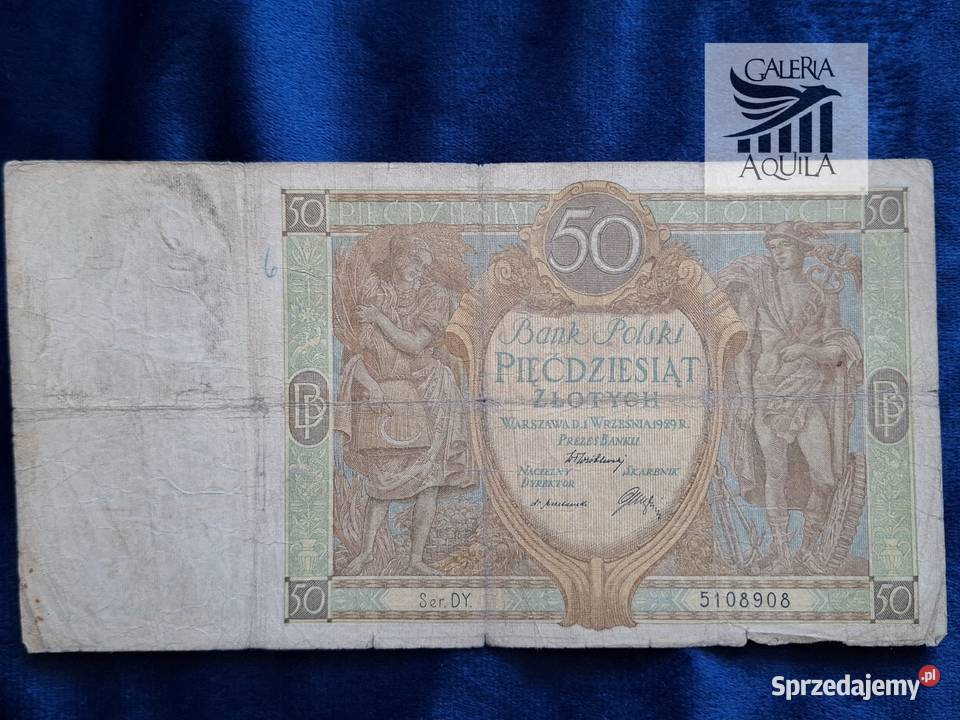 GALERIA
AQUILA
50 PIĘĆDZIESIĄT 50 ZŁOTYCH 50
6
Bank Polski
PIĘĆDZIESIĄT
ZŁOTYCH
WARSZAWA D. 1 WRZEŚNIA 1929 R.
PREZES BANKU
NACZELNY SKARBNIK
DYREKTOR
BP BP
50 Ser. DY. 5108908 50
Sprzedajemy.pl